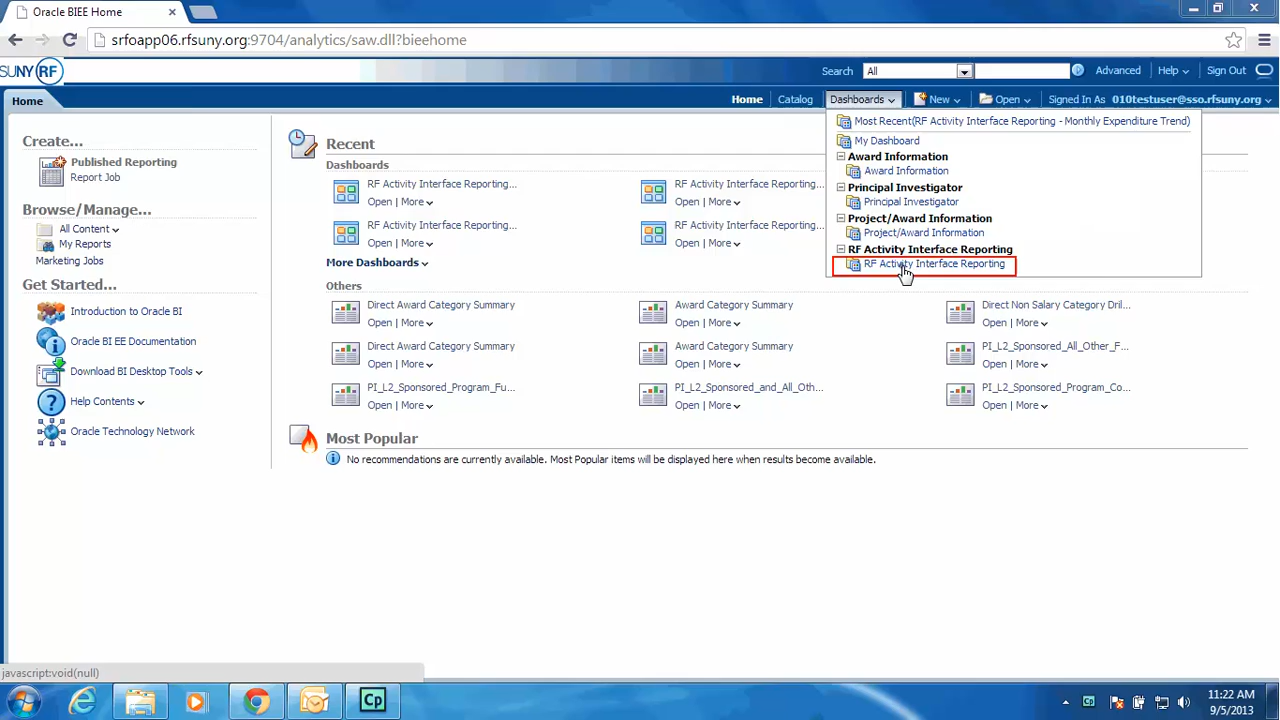 Oracle BIEE Home
srfoapp06.rfsuny.org:9704/analytics/saw.dll?bieehome
SUNY RF
Search All Advanced Help Sign Out
Home
Home Catalog Dashboards New Open Signed In As 010testuser@sso.rfsuny.org
Most Recent(RF Activity Interface Reporting - Monthly Expenditure Trend)
My Dashboard
Award Information
Award Information
Principal Investigator
Principal Investigator
Project/Award Information
Project/Award Information
RF Activity Interface Reporting
RF Activity Interface Reporting
Create...
Published Reporting
Report Job
Browse/Manage...
All Content
My Reports
Marketing Jobs
Get Started...
Introduction to Oracle BI
Oracle BI EE Documentation
Download BI Desktop Tools
Help Contents
Oracle Technology Network
Recent
Dashboards
RF Activity Interface Reporting...
Open | More
RF Activity Interface Reporting...
Open | More
RF Activity Interface Reporting...
Open | More
RF Activity Interface Reporting...
Open | More
More Dashboards
Others
Direct Award Category Summary
Open | More
Award Category Summary
Open | More
Direct Non Salary Category Dril...
Open | More
Direct Award Category Summary
Open | More
Award Category Summary
Open | More
PI_L2_Sponsored_All_Other_F...
Open | More
PI_L2_Sponsored_Program_Fu...
Open | More
PI_L2_Sponsored_and_All_Oth...
Open | More
PI_L2_Sponsored_Program_Co...
Open | More
Most Popular
No recommendations are currently available. Most Popular items will be displayed here when results become available.
javascript:void(null)
Cp
11:22 AM
9/5/2013